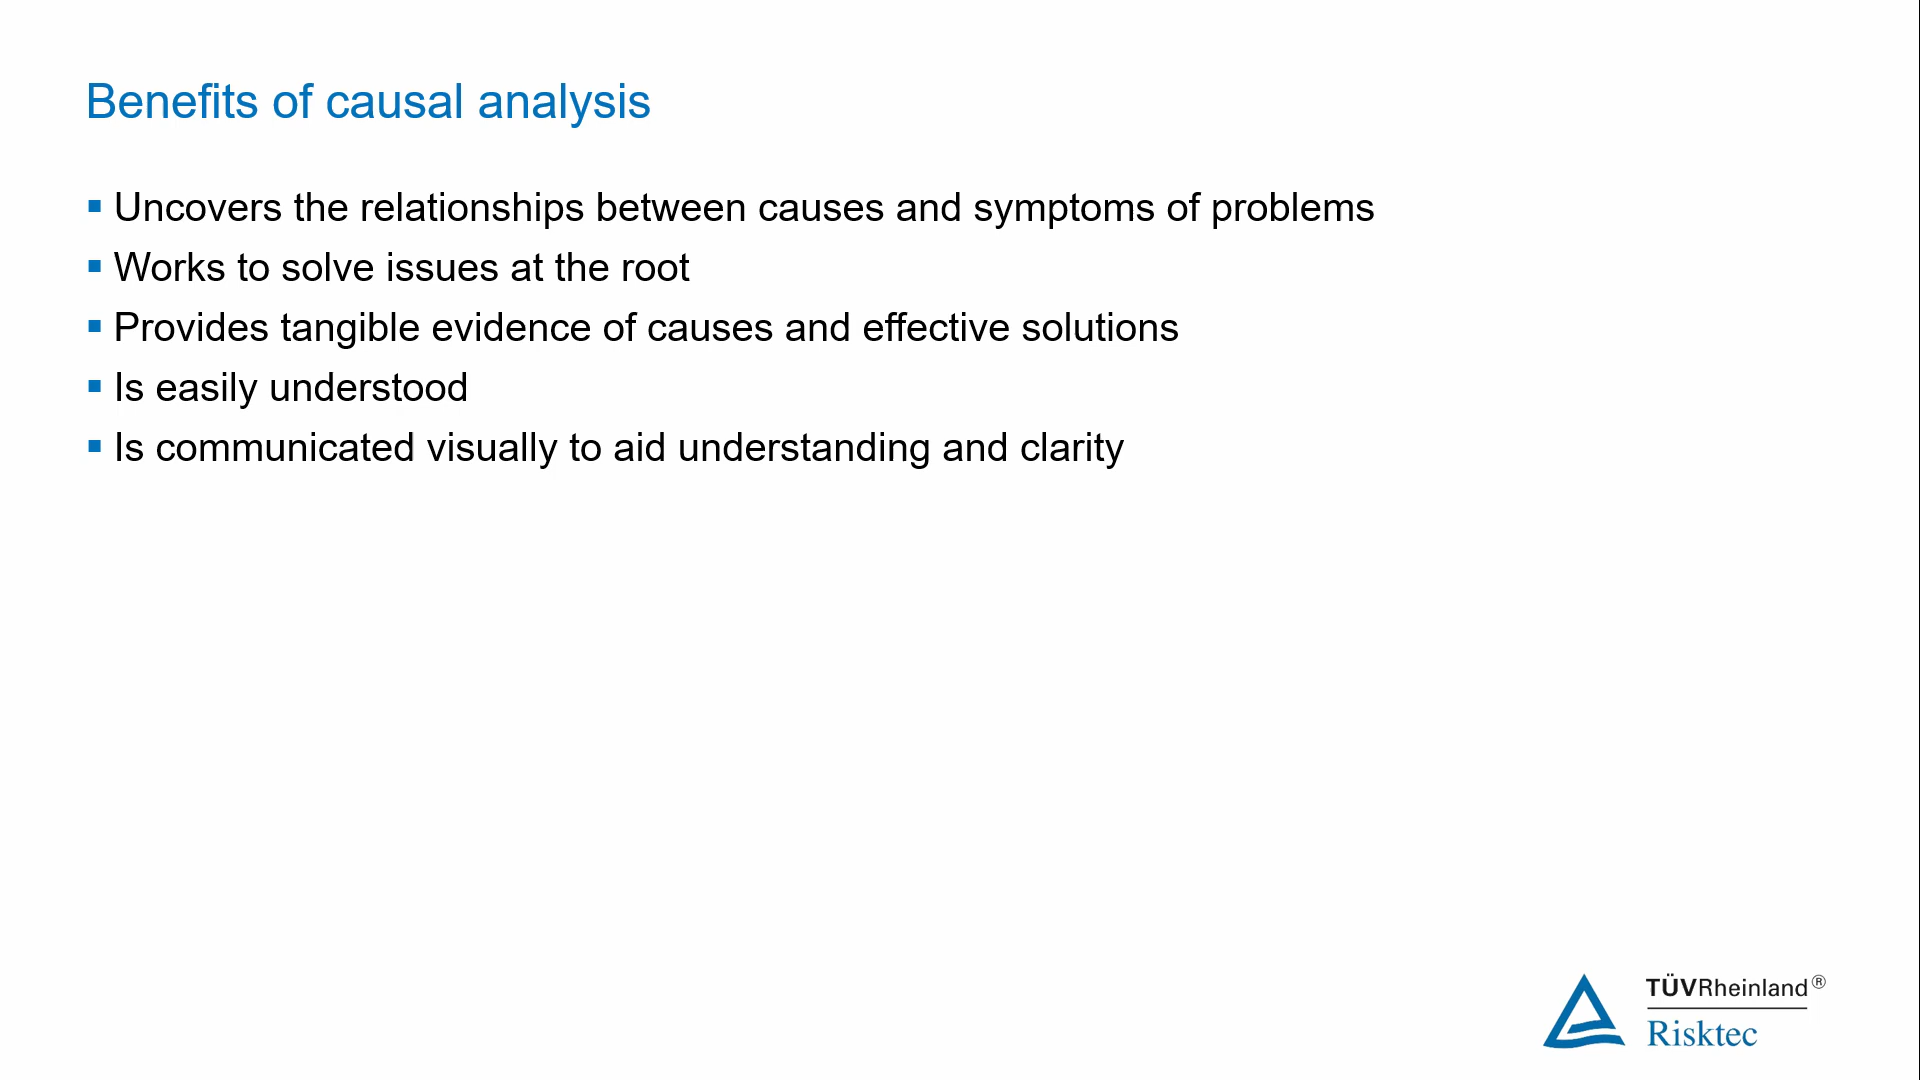 Benefits of causal analysis
▪ Uncovers the relationships between causes and symptoms of problems
▪ Works to solve issues at the root
▪ Provides tangible evidence of causes and effective solutions
▪ Is easily understood
▪ Is communicated visually to aid understanding and clarity
TÜVRheinland®
Risktec